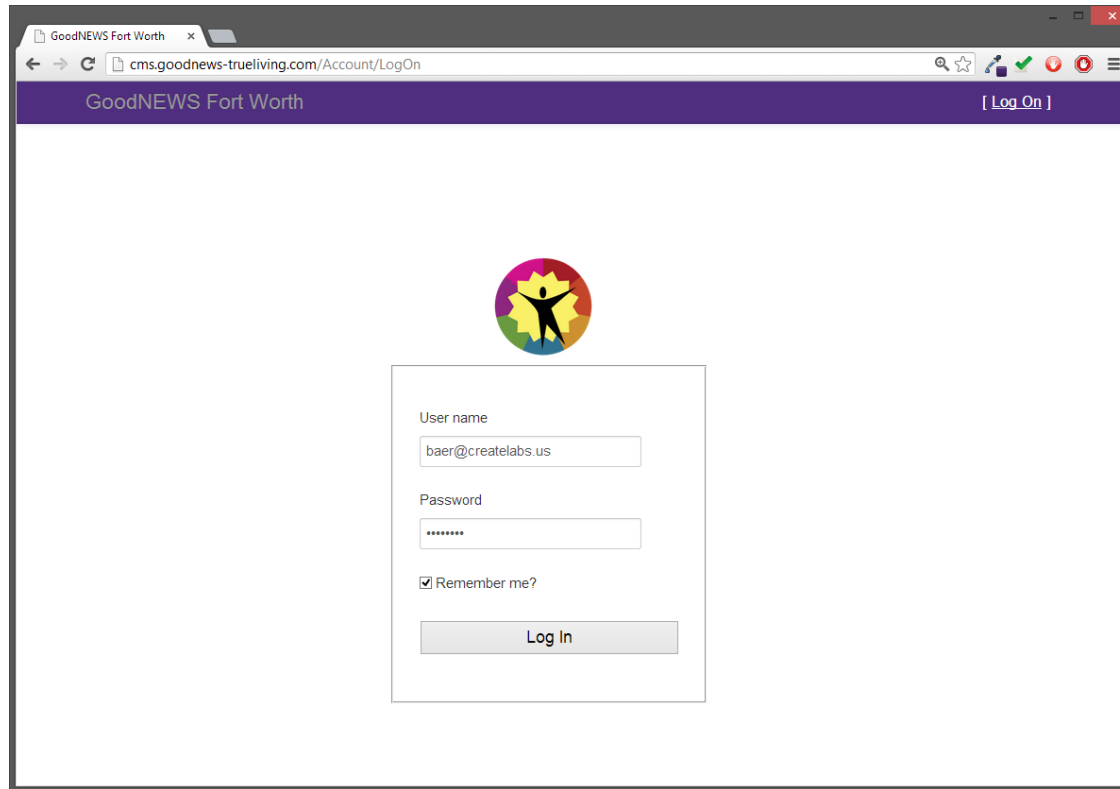 GoodNEWS Fort Worth
cms.goodnews-trueliving.com/Account/LogOn
GoodNEWS Fort Worth
[ Log On ]
User name
baer@createlabs.us
Password
••••••••
Remember me?
Log In